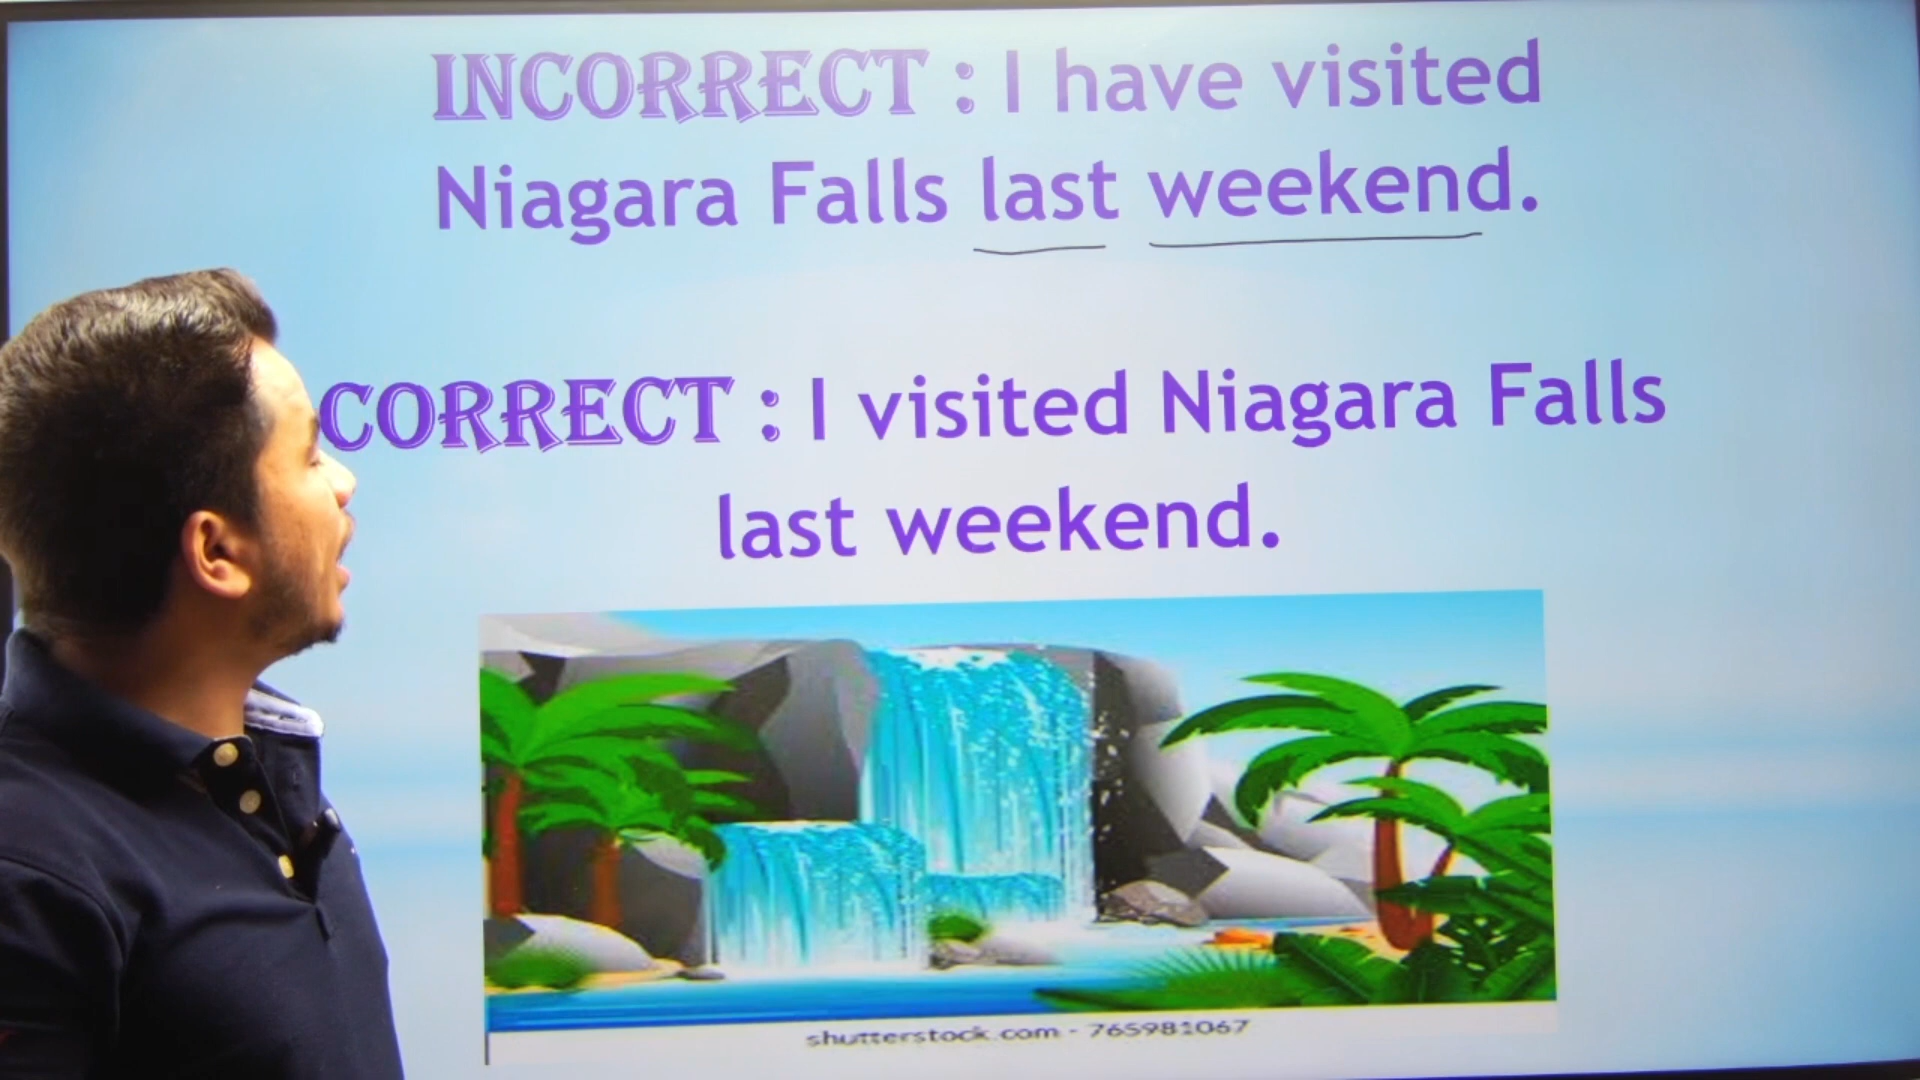 INCORRECT : I have visited
Niagara Falls last weekend.
CORRECT : I visited Niagara Falls
last weekend.
shutterstock.com - 765981067